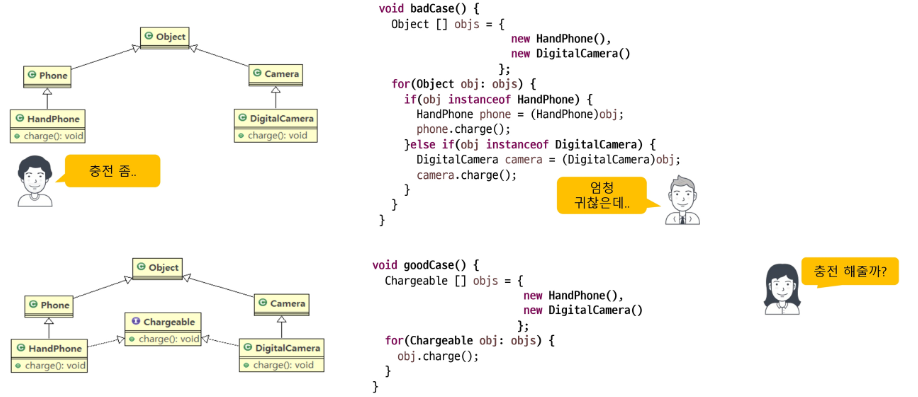 Object
Phone
Camera
HandPhone
charge(): void
DigitalCamera
charge(): void
충전 좀..
void badCase() {
Object [] objs = {
new HandPhone(),
new DigitalCamera()
};
for(Object obj: objs) {
if(obj instanceof HandPhone) {
HandPhone phone = (HandPhone)obj;
phone.charge();
}else if(obj instanceof DigitalCamera) {
DigitalCamera camera = (DigitalCamera)obj;
camera.charge();
}
}
}
엄청
귀찮은데..
Object
Phone
Camera
Chargeable
charge(): void
HandPhone
charge(): void
DigitalCamera
charge(): void
void goodCase() {
Chargeable [] objs = {
new HandPhone(),
new DigitalCamera()
};
for(Chargeable obj: objs) {
obj.charge();
}
}
충전 해줄까?